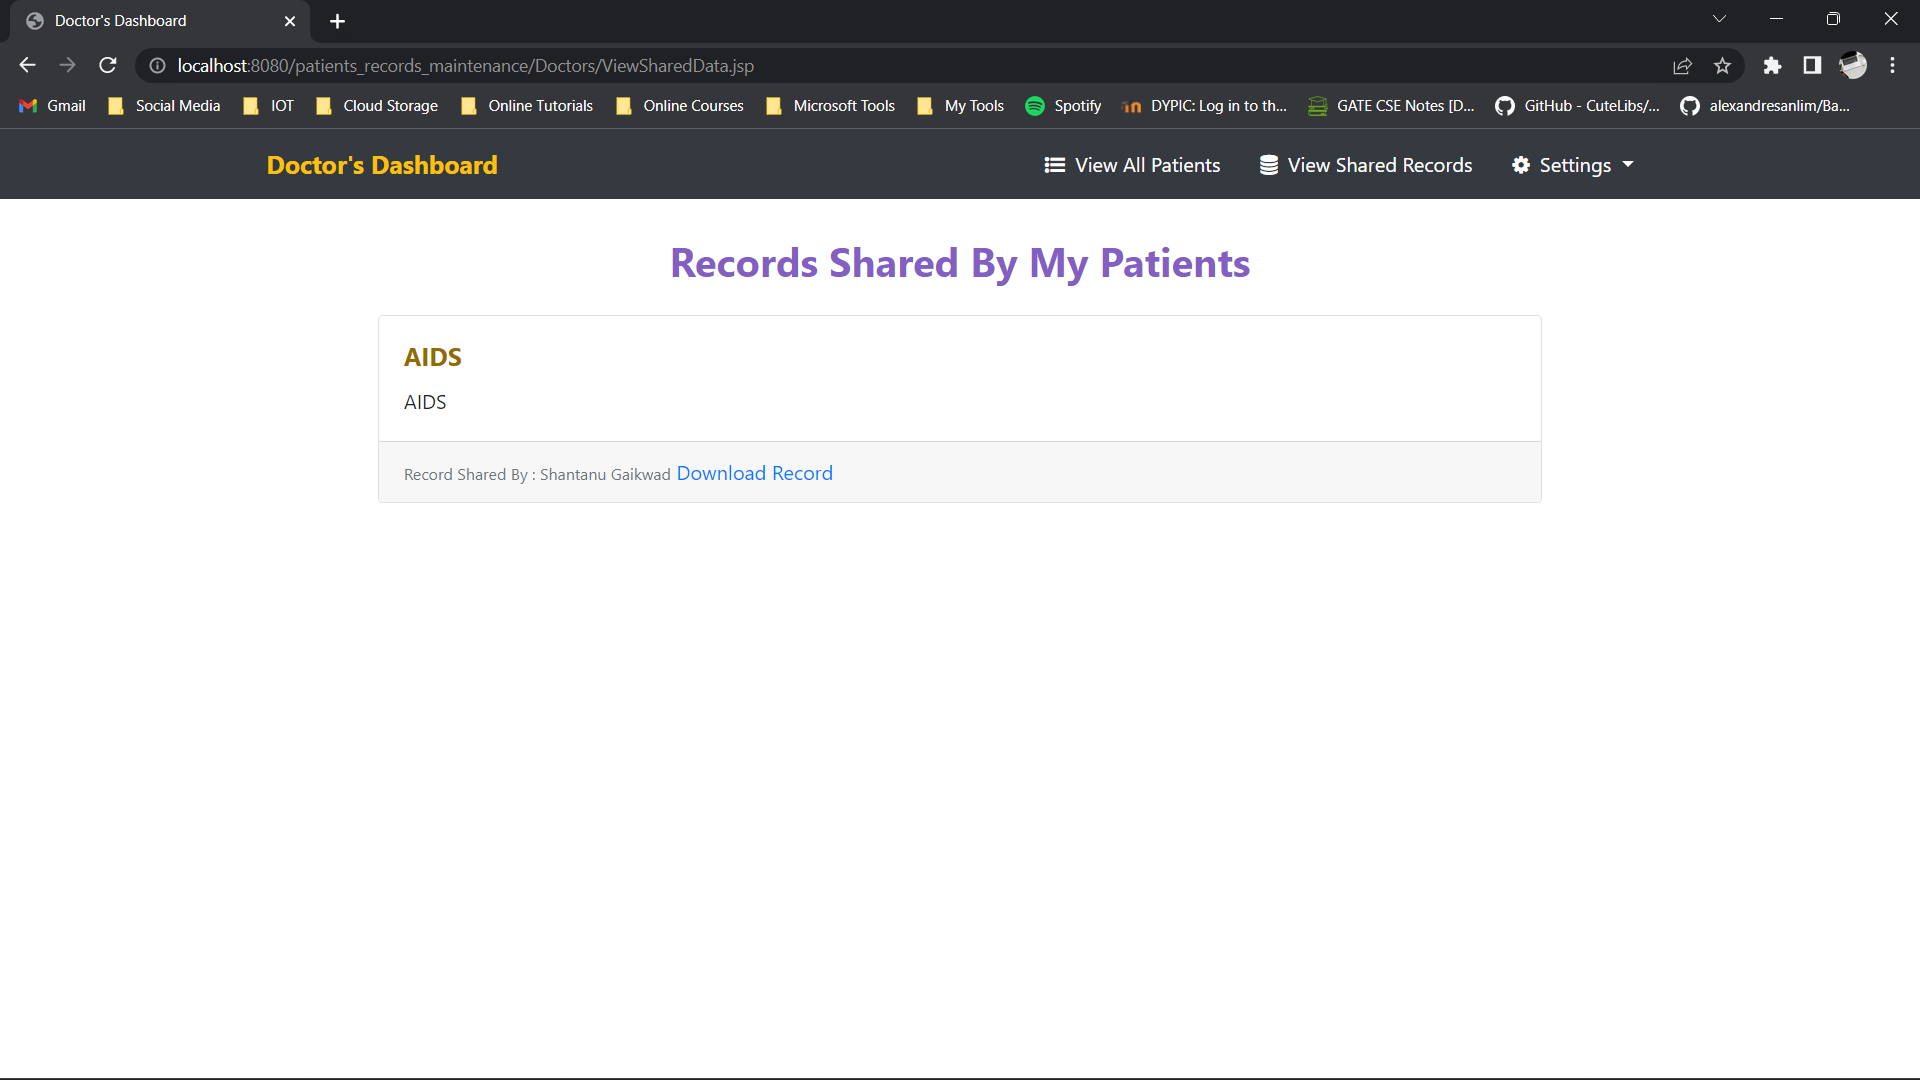 Doctor's Dashboard
localhost:8080/patients_records_maintenance/Doctors/ViewSharedData.jsp
Gmail Social Media IOT Cloud Storage Online Tutorials Online Courses Microsoft Tools My Tools Spotify DYPIC: Log in to th... GATE CSE Notes [D... GitHub - CuteLibs/... alexandresanlim/Ba...
Doctor's Dashboard View All Patients View Shared Records Settings
Records Shared By My Patients
AIDS
AIDS
Record Shared By : Shantanu Gaikwad Download Record